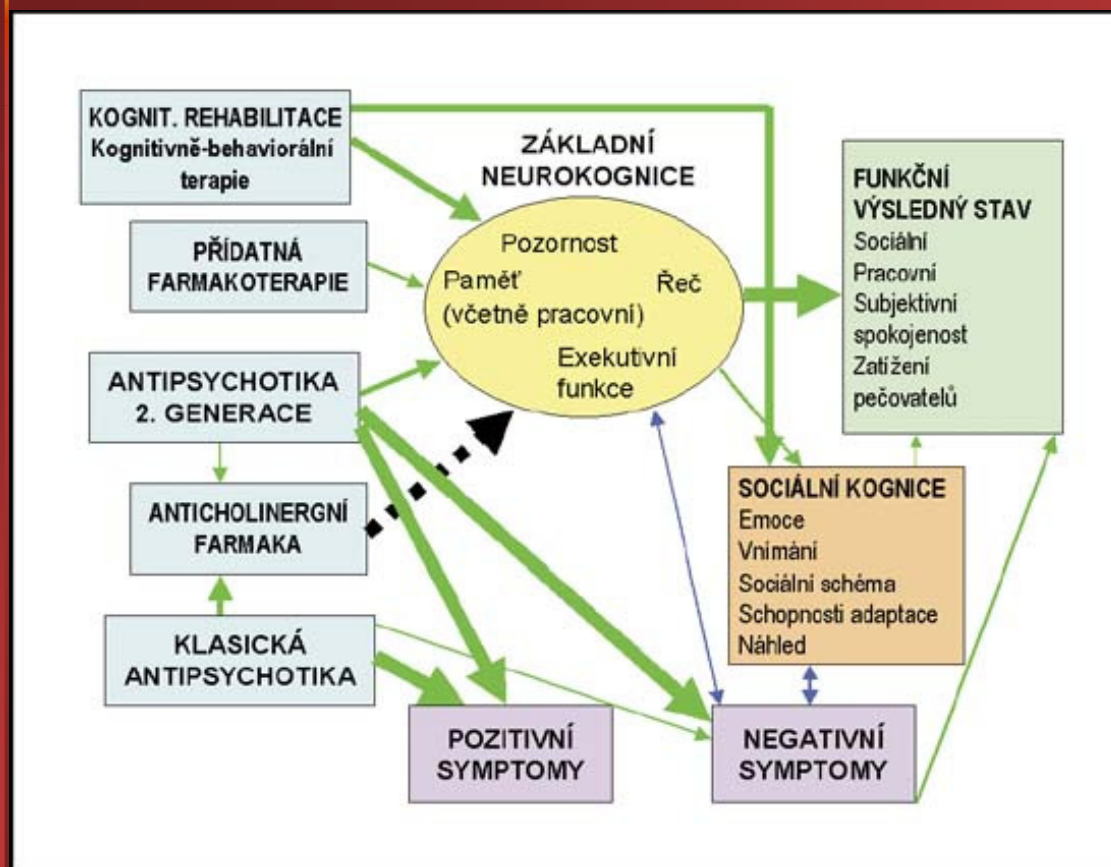 KOGNIT. REHABILITACE
Kognitivně-behaviorální
terapie
PŘÍDATNÁ
FARMAKOTERAPIE
ANTIPSYCHOTIKA
2. GENERACE
ANTICHOLINERGNÍ
FARMAKA
KLASICKÁ
ANTIPSYCHOTIKA
ZÁKLADNÍ
NEUROKOGNICE
Pozornost
Paměť
(včetně pracovní)
Řeč
Exekutivní
funkce
POZITIVNÍ
SYMPTOMY
FUNKČNÍ
VÝSLEDNÝ STAV
Sociální
Pracovní
Subjektivní
spokojenost
Zatížení
pečovatelů
SOCIÁLNÍ KOGNICE
Emoce
Vnímání
Sociální schéma
Schopnosti adaptace
Náhled
NEGATIVNÍ
SYMPTOMY